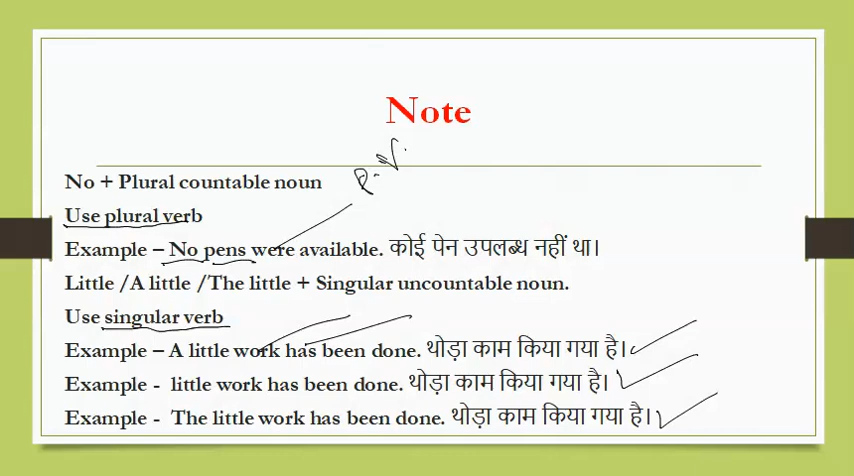 Note
P.V.
No + Plural countable noun
Use plural verb
Example – No pens were available. कोई पेन उपलब्ध नहीं था।
Little /A little /The little + Singular uncountable noun.
Use singular verb
Example – A little work has been done. थोड़ा काम किया गया है।
Example - little work has been done. थोड़ा काम किया गया है।
Example - The little work has been done. थोड़ा काम किया गया है।